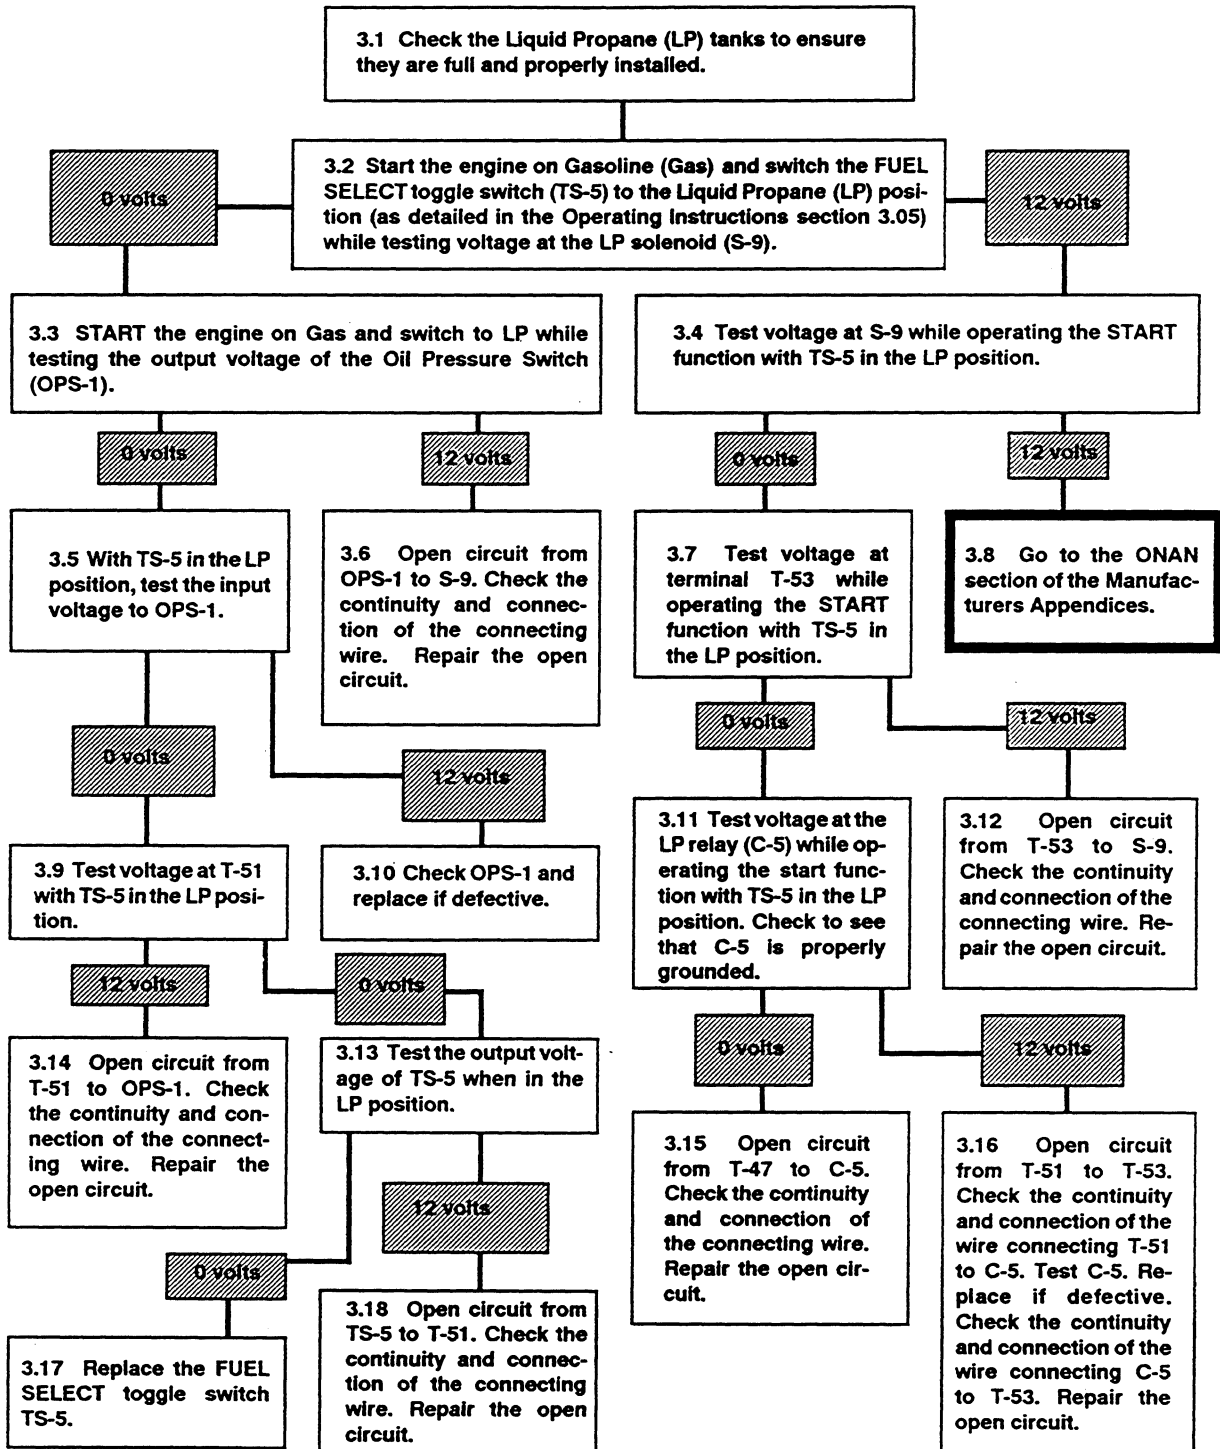 3.1 Check the Liquid Propane (LP) tanks to ensure
they are full and properly installed.
0 volts
3.2 Start the engine on Gasoline (Gas) and switch the FUEL
SELECT toggle switch (TS-5) to the Liquid Propane (LP) posi-
tion (as detailed in the Operating Instructions section 3.05)
while testing voltage at the LP solenoid (S-9).
12 volts
3.3 START the engine on Gas and switch to LP while
testing the output voltage of the Oil Pressure Switch
(OPS-1).
3.4 Test voltage at S-9 while operating the START
function with TS-5 in the LP position.
0 volts
12 volts
0 volts
12 volts
3.5 With TS-5 in the LP
position, test the input
voltage to OPS-1.
3.6 Open circuit from
OPS-1 to S-9. Check the
continuity and connec-
tion of the connecting
wire. Repair the open
circuit.
3.7 Test voltage at
terminal T-53 while
operating the START
function with TS-5 in
the LP position.
3.8 Go to the ONAN
section of the Manufac-
turers Appendices.
0 volts
12 volts
0 volts
12 volts
3.9 Test voltage at T-51
with TS-5 in the LP posi-
tion.
3.10 Check OPS-1 and
replace if defective.
3.11 Test voltage at the
LP relay (C-5) while op-
erating the start func-
tion with TS-5 in the LP
position. Check to see
that C-5 is properly
grounded.
3.12 Open circuit
from T-53 to S-9.
Check the continuity
and connection of the
connecting wire. Re-
pair the open circuit.
12 volts
0 volts
0 volts
12 volts
3.14 Open circuit from
T-51 to OPS-1. Check
the continuity and con-
nection of the connect-
ing wire. Repair the
open circuit.
3.13 Test the output volt-
age of TS-5 when in the
LP position.
3.15 Open circuit
from T-47 to C-5.
Check the continuity
and connection of
the connecting wire.
Repair the open cir-
cuit.
3.16 Open circuit
from T-51 to T-53.
Check the continuity
and connection of the
wire connecting T-51
to C-5. Test C-5. Re-
place if defective.
Check the continuity
and connection of the
wire connecting C-5
to T-53. Repair the
open circuit.
12 volts
0 volts
3.17 Replace the FUEL
SELECT toggle switch
TS-5.
3.18 Open circuit from
TS-5 to T-51. Check the
continuity and connec-
tion of the connecting
wire. Repair the open
circuit.